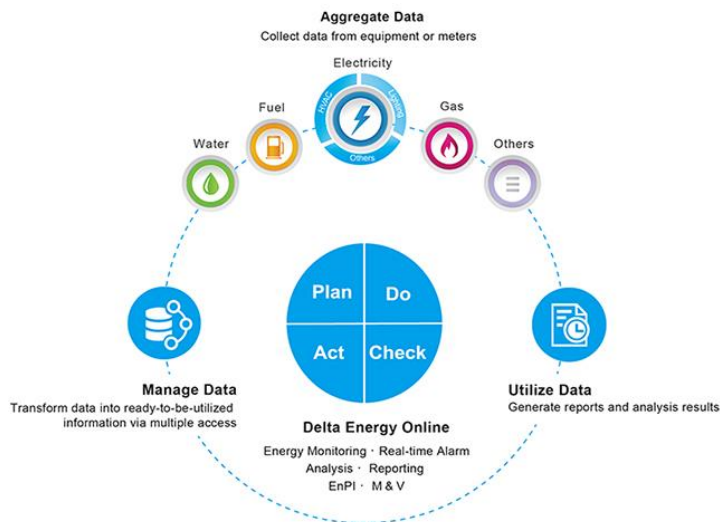 Aggregate Data
Collect data from equipment or meters
Electricity
HVAC
Lighting
Others
Fuel
Gas
Water
Others
Plan
Do
Act
Check
Manage Data
Transform data into ready-to-be-utilized
information via multiple access
Utilize Data
Generate reports and analysis results
Delta Energy Online
Energy Monitoring · Real-time Alarm
Analysis · Reporting
EnPI · M & V